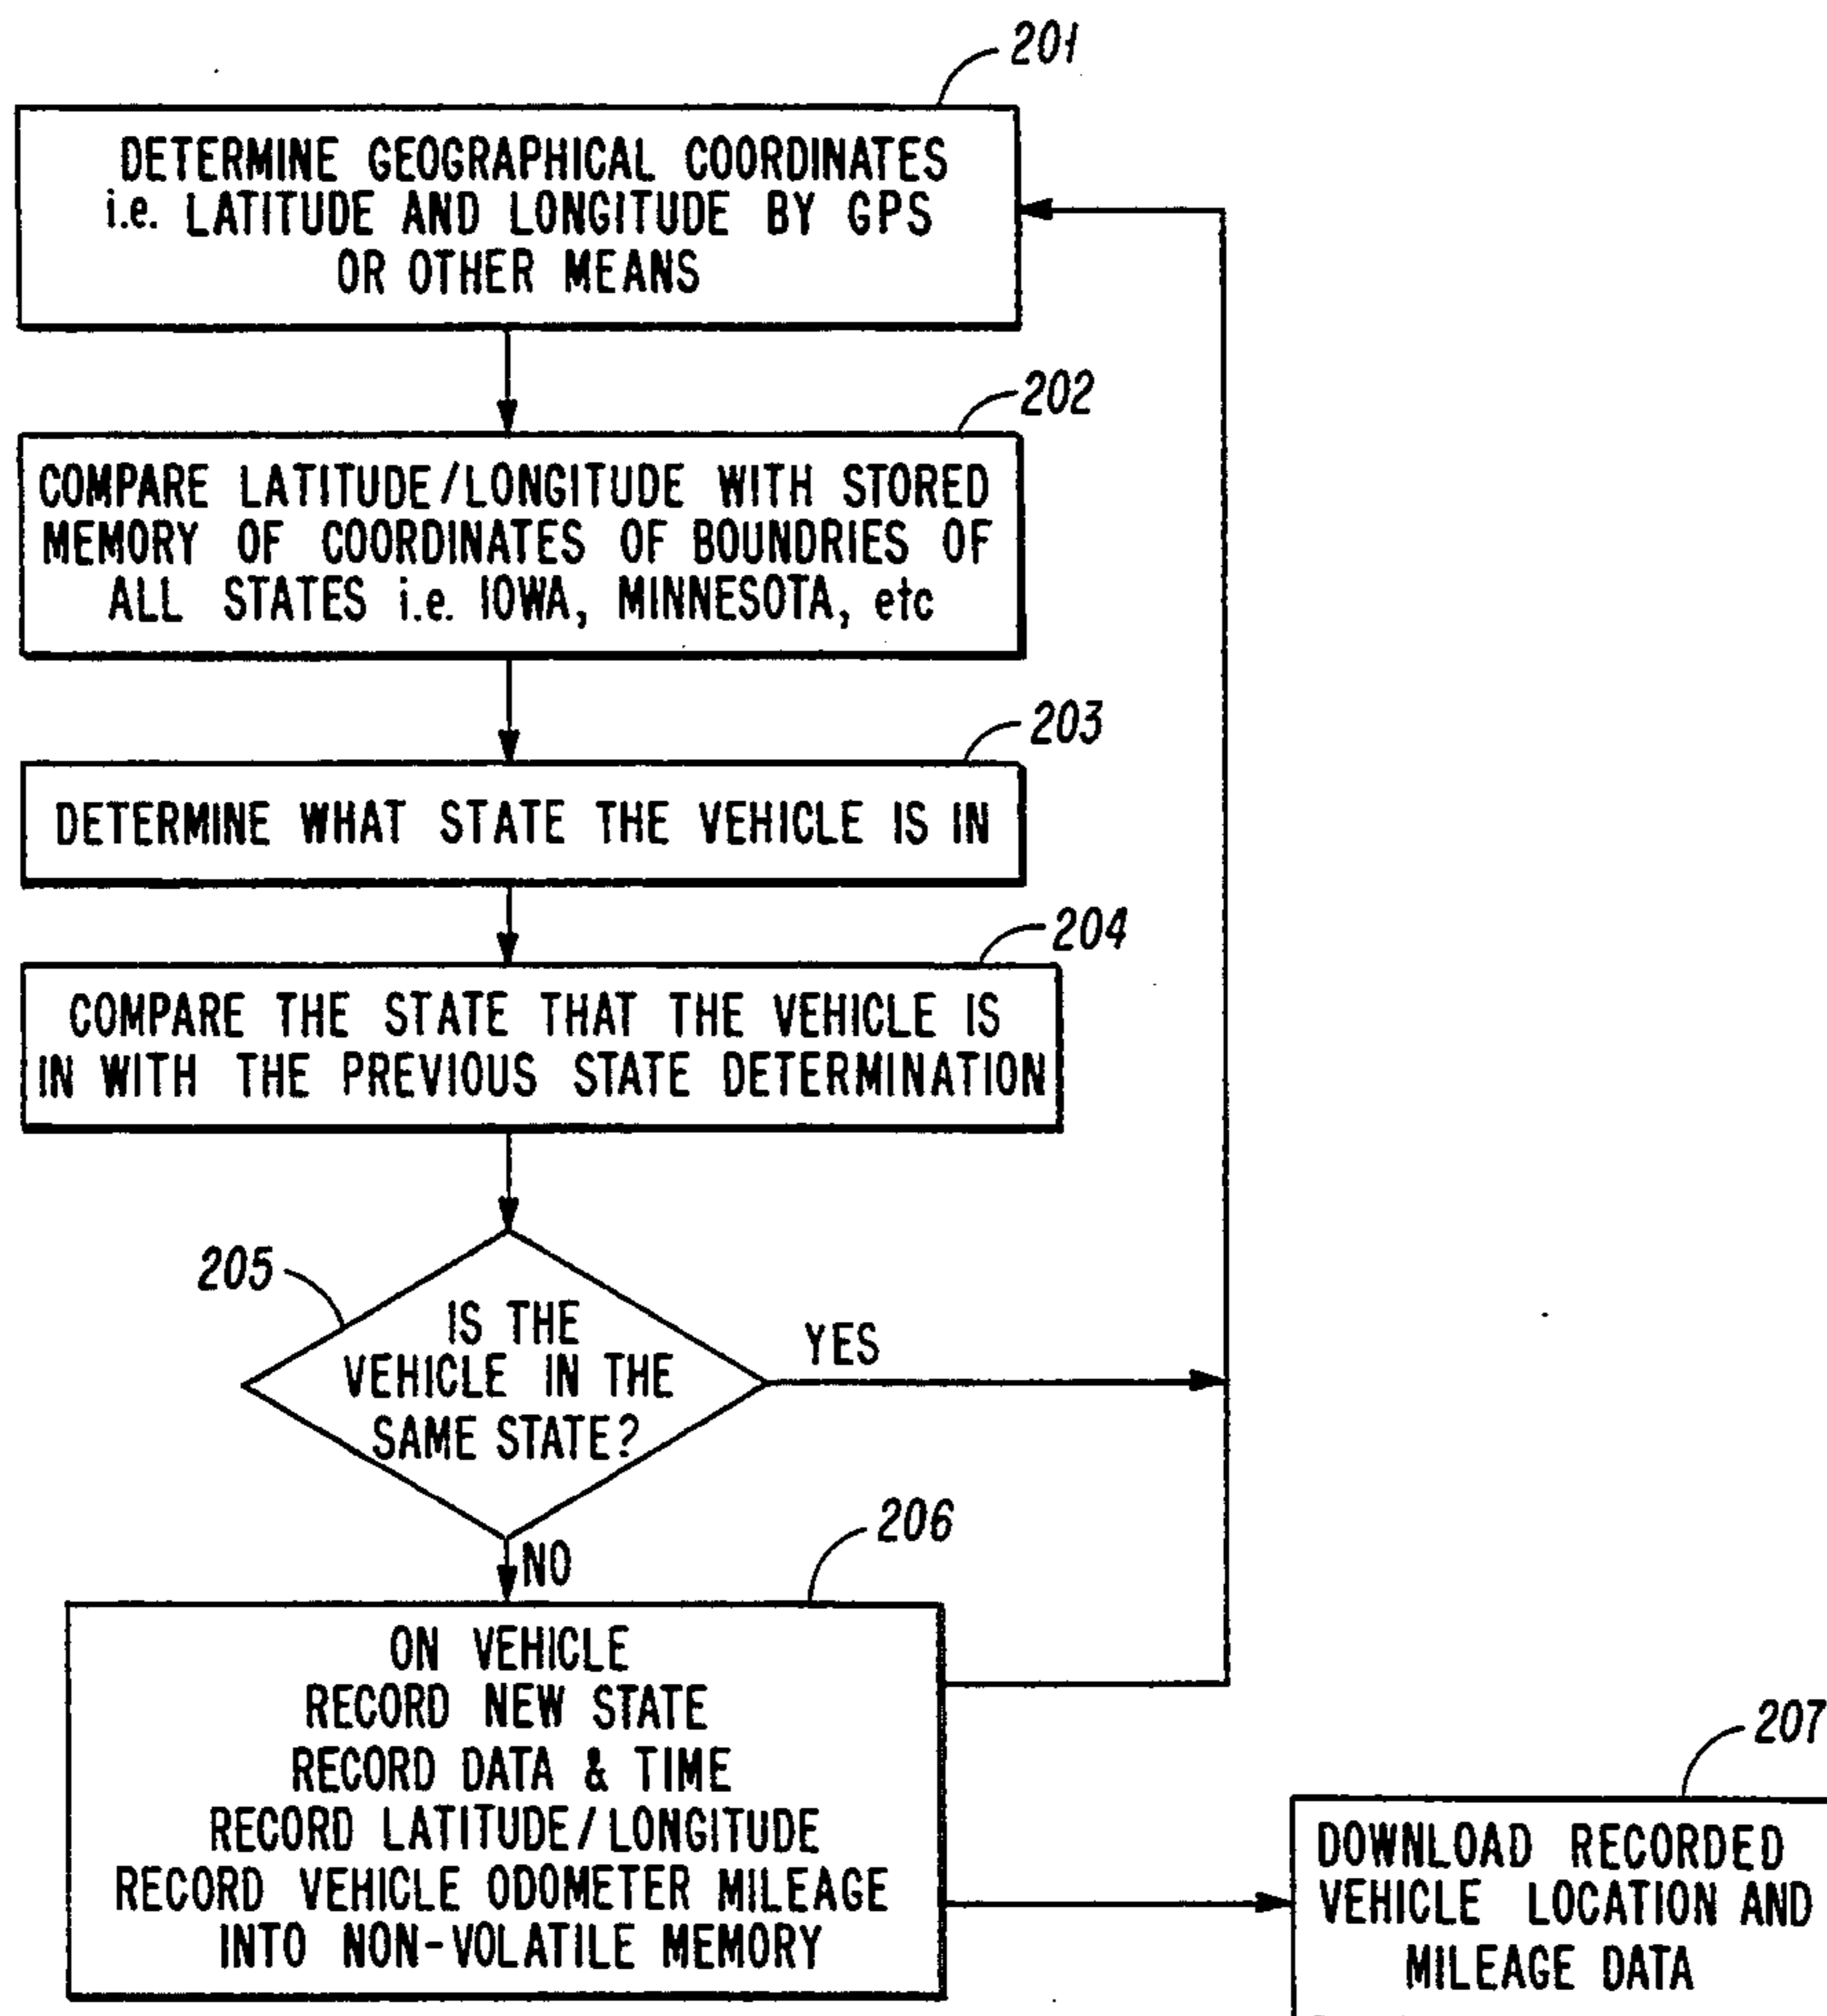 201
DETERMINE GEOGRAPHICAL COORDINATES
i.e. LATITUDE AND LONGITUDE BY GPS
OR OTHER MEANS
202
COMPARE LATITUDE/LONGITUDE WITH STORED
MEMORY OF COORDINATES OF BOUNDRIES OF
ALL STATES i.e. IOWA, MINNESOTA, etc
203
DETERMINE WHAT STATE THE VEHICLE IS IN
204
COMPARE THE STATE THAT THE VEHICLE IS
IN WITH THE PREVIOUS STATE DETERMINATION
205
IS THE
VEHICLE IN THE
SAME STATE?
YES
NO
206
ON VEHICLE
RECORD NEW STATE
RECORD DATA & TIME
RECORD LATITUDE/LONGITUDE
RECORD VEHICLE ODOMETER MILEAGE
INTO NON-VOLATILE MEMORY
207
DOWNLOAD RECORDED
VEHICLE LOCATION AND
MILEAGE DATA